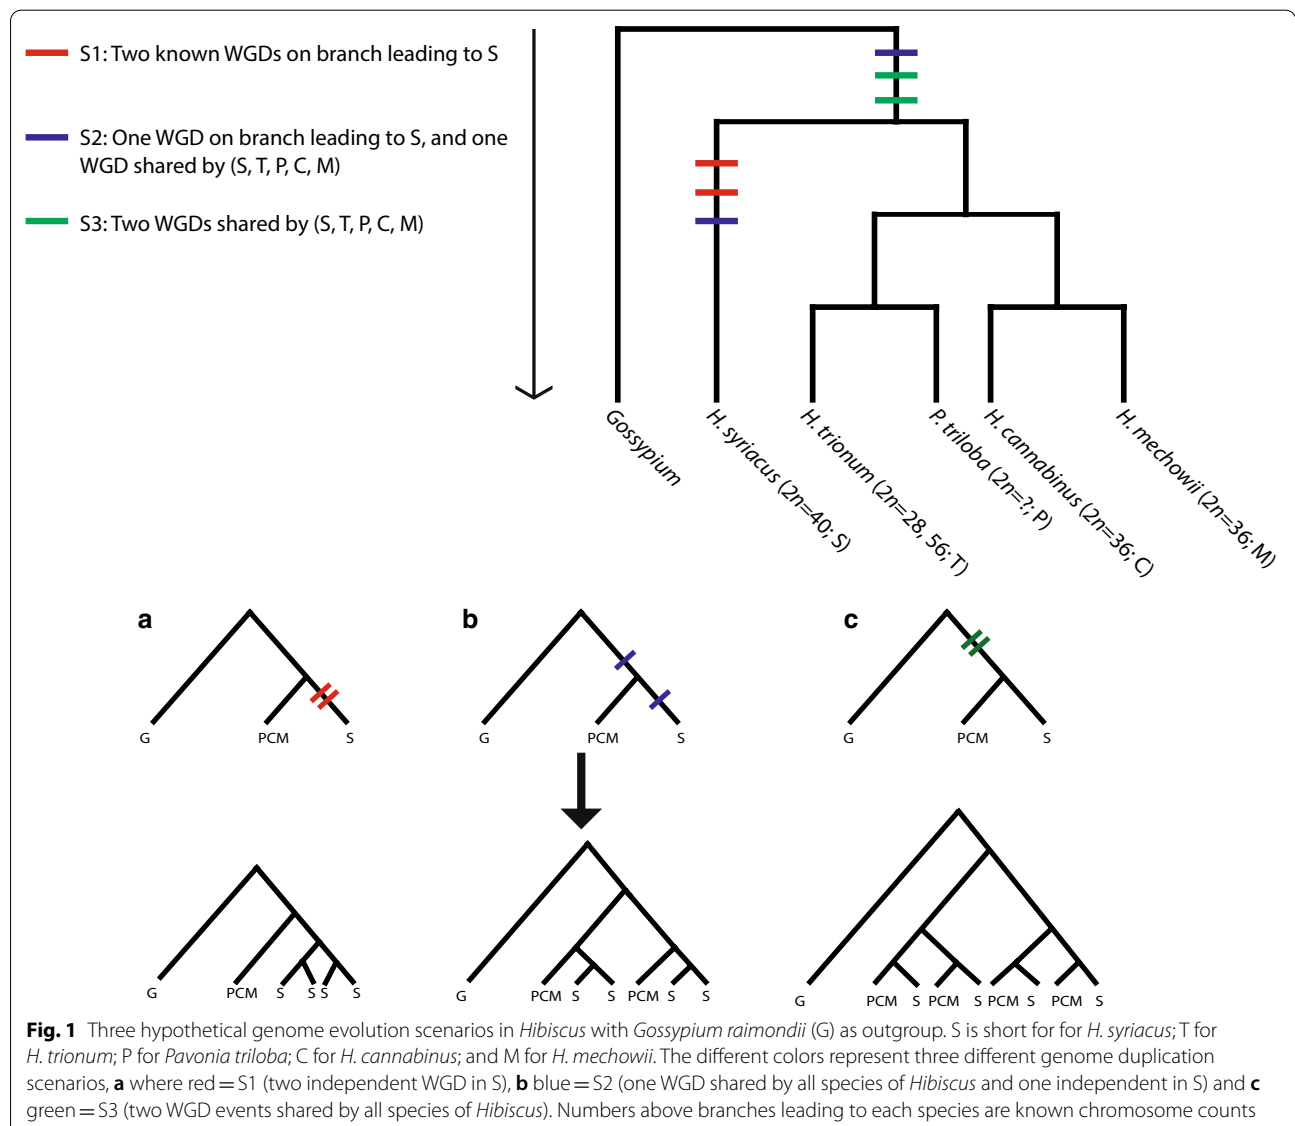 S1: Two known WGDs on branch leading to S
S2: One WGD on branch leading to S, and one
WGD shared by (S, T, P, C, M)
S3: Two WGDs shared by (S, T, P, C, M)
Gossypium
H. syriacus (2n=40; S)
H. trionum (2n=28, 56; T)
P. triloba (2n=?; P)
H. cannabinus (2n=36; C)
H. mechowii (2n=36; M)
a
b
c
G PCM S
G PCM S
G PCM S
G PCM S S S S
G PCM S S PCM S S
G PCM S PCM S PCM S PCM S
Fig. 1 Three hypothetical genome evolution scenarios in Hibiscus with Gossypium raimondii (G) as outgroup. S is short for for H. syriacus; T for
H. trionum; P for Pavonia triloba; C for H. cannabinus; and M for H. mechowii. The different colors represent three different genome duplication
scenarios, a where red = S1 (two independent WGD in S), b blue = S2 (one WGD shared by all species of Hibiscus and one independent in S) and c
green = S3 (two WGD events shared by all species of Hibiscus). Numbers above branches leading to each species are known chromosome counts